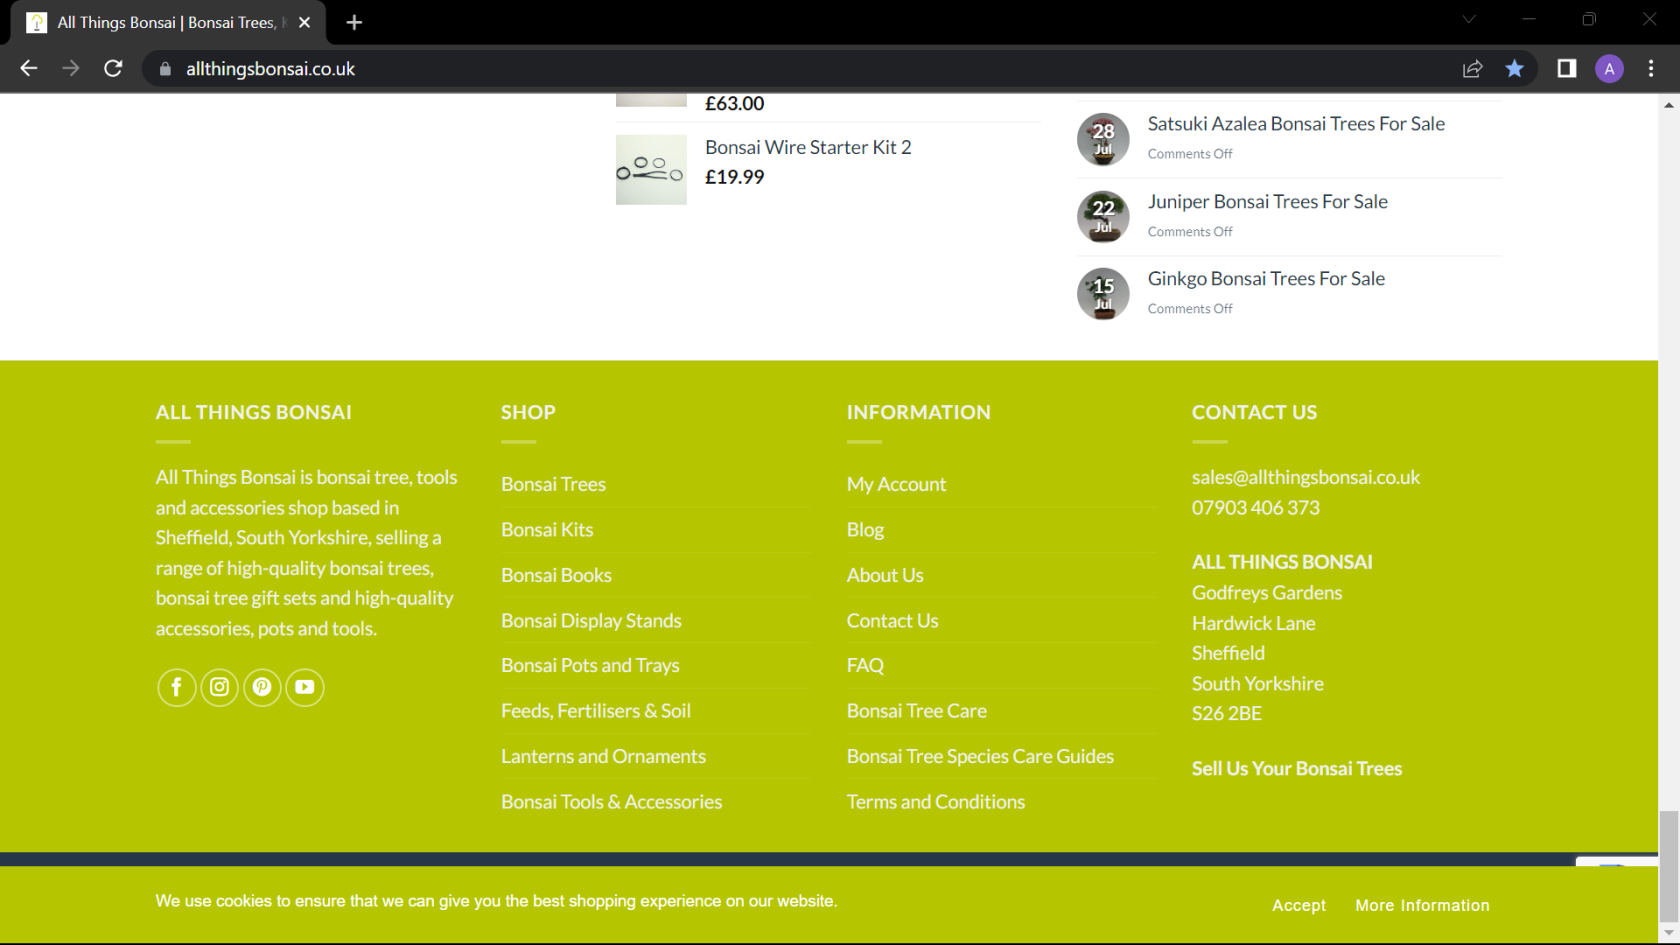 All Things Bonsai | Bonsai Trees,
allthingsbonsai.co.uk
A
£63.00
Bonsai Wire Starter Kit 2
£19.99
28
Jul
Satsuki Azalea Bonsai Trees For Sale
Comments Off
22
Jul
Juniper Bonsai Trees For Sale
Comments Off
15
Jul
Ginkgo Bonsai Trees For Sale
Comments Off
ALL THINGS BONSAI
All Things Bonsai is bonsai tree, tools
and accessories shop based in
Sheffield, South Yorkshire, selling a
range of high-quality bonsai trees,
bonsai tree gift sets and high-quality
accessories, pots and tools.
SHOP
Bonsai Trees
Bonsai Kits
Bonsai Books
Bonsai Display Stands
Bonsai Pots and Trays
Feeds, Fertilisers & Soil
Lanterns and Ornaments
Bonsai Tools & Accessories
INFORMATION
My Account
Blog
About Us
Contact Us
FAQ
Bonsai Tree Care
Bonsai Tree Species Care Guides
Terms and Conditions
CONTACT US
sales@allthingsbonsai.co.uk
07903 406 373
ALL THINGS BONSAI
Godfreys Gardens
Hardwick Lane
Sheffield
South Yorkshire
S26 2BE
Sell Us Your Bonsai Trees
We use cookies to ensure that we can give you the best shopping experience on our website.
Accept
More Information